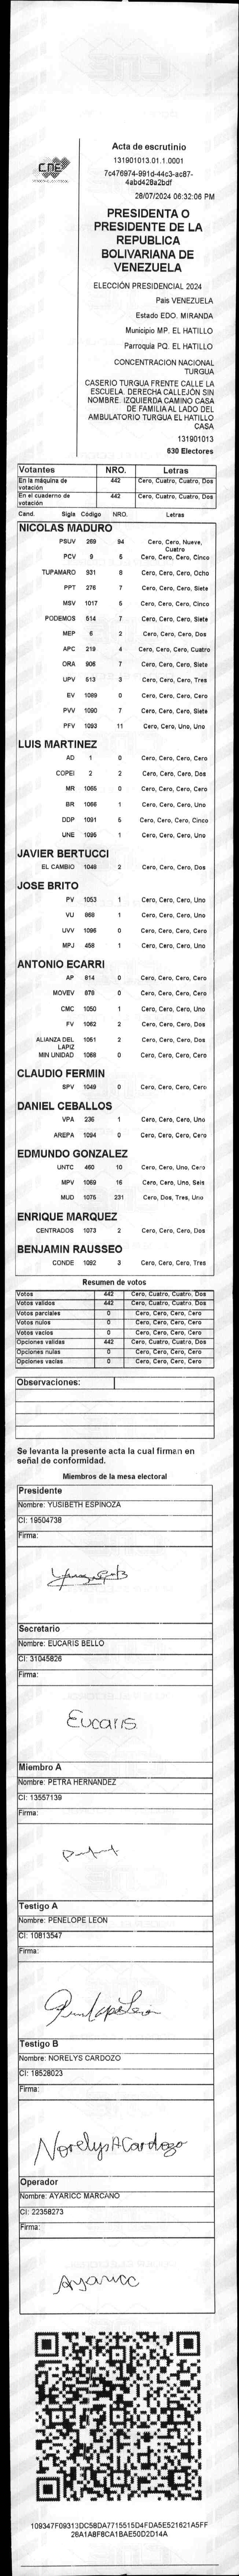 CNE
Acta de escrutinio
131901013.01.1.0001
7c476974-991d-44c3-ac87-
4abd428a2bdf
28/07/2024 06:32:06 PM
PRESIDENTA O
PRESIDENTE DE LA
REPUBLICA
BOLIVARIANA DE
VENEZUELA
ELECCIÓN PRESIDENCIAL 2024
Pais VENEZUELA
Estado EDO. MIRANDA
Municipio MP. EL HATILLO
Parroquia PQ. EL HATILLO
CONCENTRACION NACIONAL
TURGUA
CASERIO TURGUA FRENTE CALLE LA
ESCUELA. DERECHA CALLEJÓN SIN
NOMBRE. IZQUIERDA CAMINO CASA
DE FAMILIA AL LADO DEL
AMBULATORIO TURGUA EL HATILLO
CASA
131901013
630 Electores
Votantes NRO. Letras
En la máquina de votación 442 Cero, Cuatro, Cuatro, Dos
En el cuaderno de votación 442 Cero, Cuatro, Cuatro, Dos
Cand. Sigla Código NRO. Letras
NICOLAS MADURO
PSUV 269 94 Cero, Cero, Nueve, Cuatro
PCV 9 5 Cero, Cero, Cero, Cinco
TUPAMARO 931 8 Cero, Cero, Cero, Ocho
PPT 276 7 Cero, Cero, Cero, Siete
MSV 1017 5 Cero, Cero, Cero, Cinco
PODEMOS 514 7 Cero, Cero, Cero, Siete
MEP 6 2 Cero, Cero, Cero, Dos
APC 219 4 Cero, Cero, Cero, Cuatro
ORA 906 7 Cero, Cero, Cero, Siete
UPV 513 3 Cero, Cero, Cero, Tres
EV 1089 0 Cero, Cero, Cero, Cero
PVV 1090 7 Cero, Cero, Cero, Siete
PFV 1093 11 Cero, Cero, Uno, Uno
LUIS MARTINEZ
AD 1 0 Cero, Cero, Cero, Cero
COPEI 2 2 Cero, Cero, Cero, Dos
MR 1065 0 Cero, Cero, Cero, Cero
BR 1068 1 Cero, Cero, Cero, Uno
DDP 1091 5 Cero, Cero, Cero, Cinco
UNE 1095 1 Cero, Cero, Cero, Uno
JAVIER BERTUCCI
EL CAMBIO 1048 2 Cero, Cero, Cero, Dos
JOSE BRITO
PV 1053 1 Cero, Cero, Cero, Uno
VU 868 1 Cero, Cero, Cero, Uno
UVV 1096 0 Cero, Cero, Cero, Cero
MPJ 458 1 Cero, Cero, Cero, Uno
ANTONIO ECARRI
AP 814 0 Cero, Cero, Cero, Cero
MOVEV 879 0 Cero, Cero, Cero, Cero
CMC 1050 1 Cero, Cero, Cero, Uno
FV 1062 2 Cero, Cero, Cero, Dos
ALIANZA DEL LAPIZ 1051 2 Cero, Cero, Cero, Dos
MIN UNIDAD 1068 0 Cero, Cero, Cero, Cero
CLAUDIO FERMIN
SPV 1049 0 Cero, Cero, Cero, Cero
DANIEL CEBALLOS
VPA 236 1 Cero, Cero, Cero, Uno
AREPA 1094 0 Cero, Cero, Cero, Cero
EDMUNDO GONZALEZ
UNTC 460 10 Cero, Cero, Uno, Cero
MPV 1069 16 Cero, Cero, Uno, Seis
MUD 1075 231 Cero, Dos, Tres, Uno
ENRIQUE MARQUEZ
CENTRADOS 1073 2 Cero, Cero, Cero, Dos
BENJAMIN RAUSSEO
CONDE 1092 3 Cero, Cero, Cero, Tres
Resumen de votos
Votos 442 Cero, Cuatro, Cuatro, Dos
Votos validos 442 Cero, Cuatro, Cuatro, Dos
Votos parciales 0 Cero, Cero, Cero, Cero
Votos nulos 0 Cero, Cero, Cero, Cero
Votos vacios 0 Cero, Cero, Cero, Cero
Opciones validas 442 Cero, Cuatro, Cuatro, Dos
Opciones nulas 0 Cero, Cero, Cero, Cero
Opciones vacias 0 Cero, Cero, Cero, Cero
Observaciones:
Se levanta la presente acta la cual firman en
señal de conformidad.
Miembros de la mesa electoral
Presidente
Nombre: YUSIBETH ESPINOZA
CI: 19504738
Firma:
Secretario
Nombre: EUCARIS BELLO
CI: 31045826
Firma:
Eucaris
Miembro A
Nombre: PETRA HERNANDEZ
CI: 13557139
Firma:
Testigo A
Nombre: PENELOPE LEON
CI: 10813547
Firma:
Penelope León
Testigo B
Nombre: NORELYS CARDOZO
CI: 18528023
Firma:
Norelys A Cardozo
Operador
Nombre: AYARICC MARCANO
CI: 22358273
Firma:
Ayaricc
109347F09313DC58DA7715515D4FDA5E521621A5FF
28A1A8F8CA1BAE50D2D14A